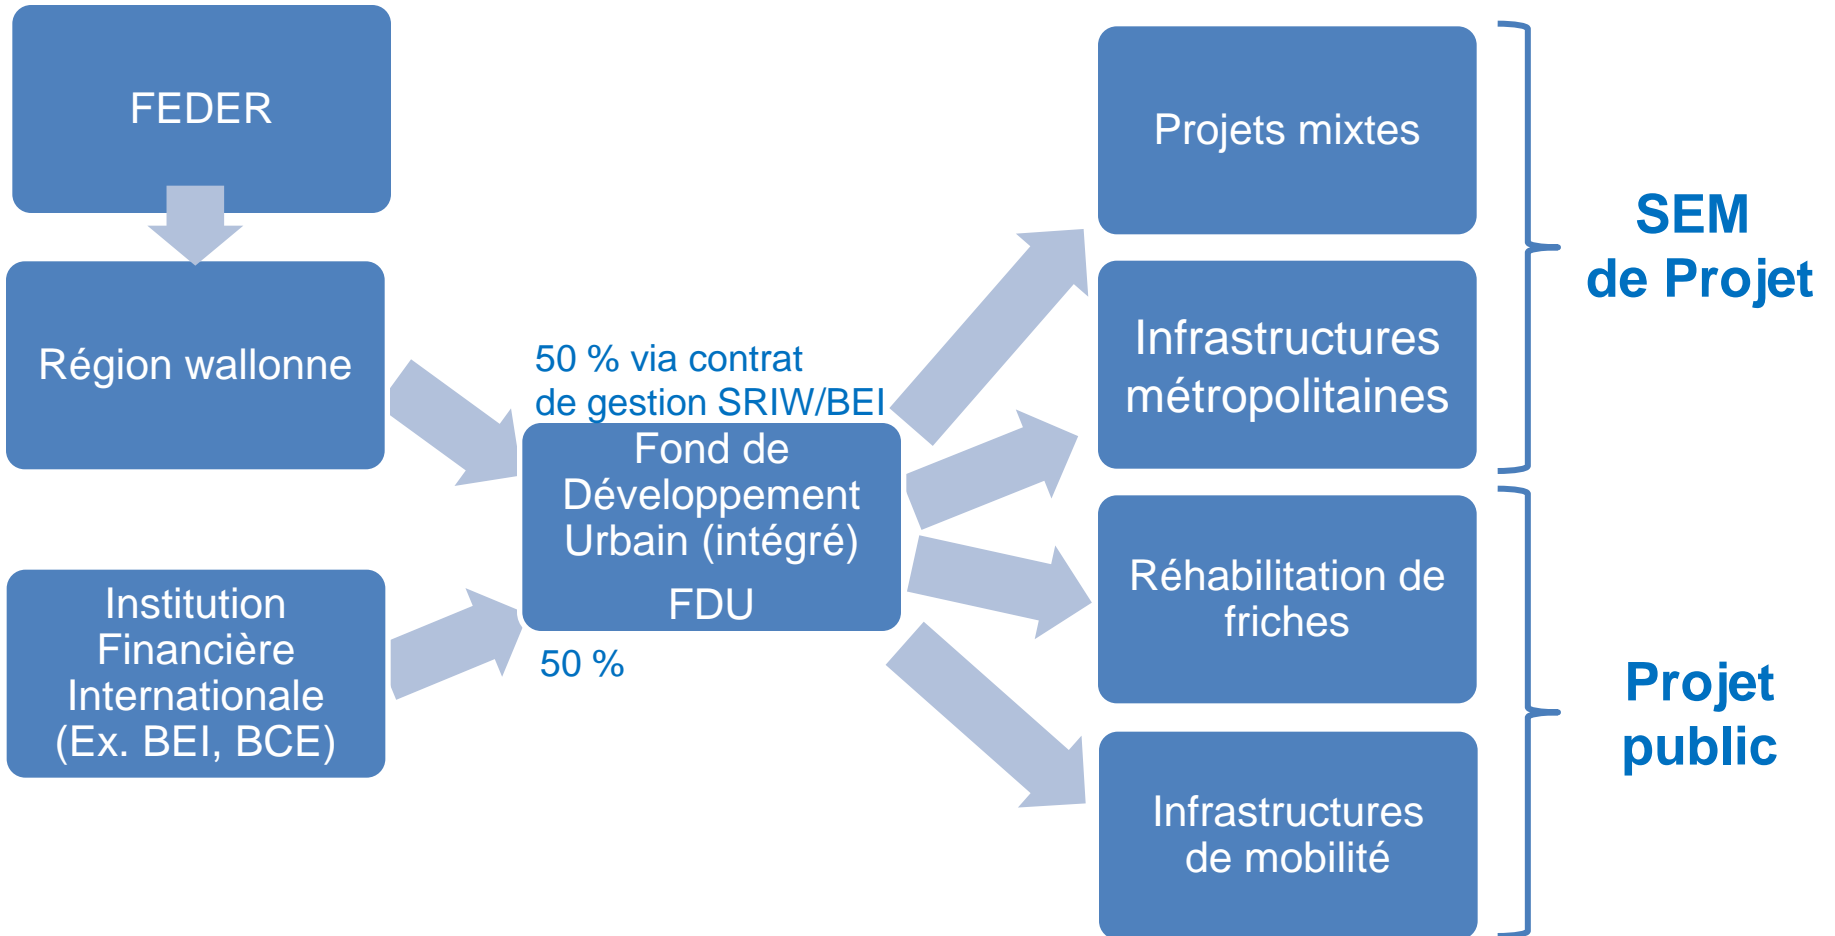 FEDER
Région wallonne
Institution
Financière
Internationale
(Ex. BEI, BCE)
50 % via contrat
de gestion SRIW/BEI
Fond de
Développement
Urbain (intégré)
FDU
50 %
Projets mixtes
Infrastructures
métropolitaines
Réhabilitation de
friches
Infrastructures
de mobilité
SEM
de Projet
Projet
public